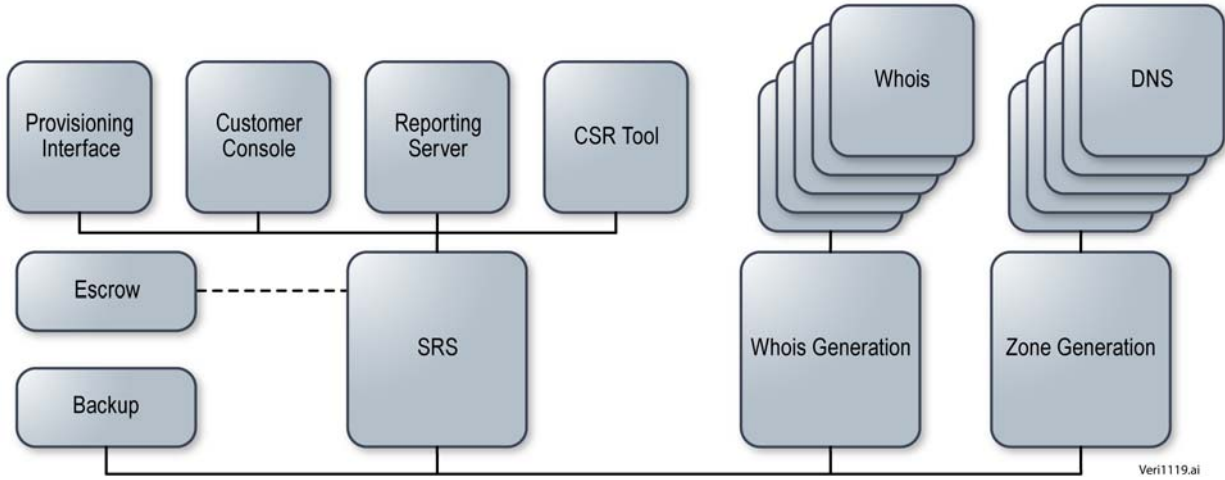 Provisioning
Interface
Customer
Console
Reporting
Server
CSR Tool
Whois
DNS
Escrow
SRS
Whois Generation
Zone Generation
Backup
Veri1119.ai